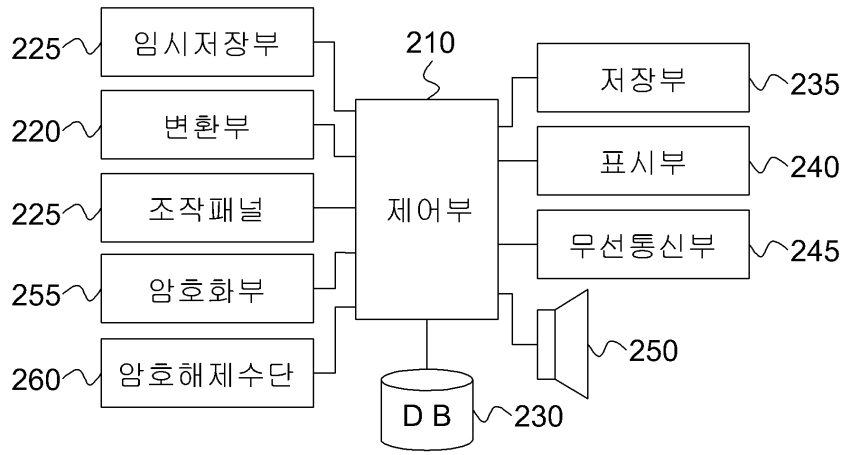 225 임시저장부
220 변환부
225 조작패널
255 암호화부
260 암호해제수단
210
제어부
저장부 235
표시부 240
무선통신부 245
250
D B 230